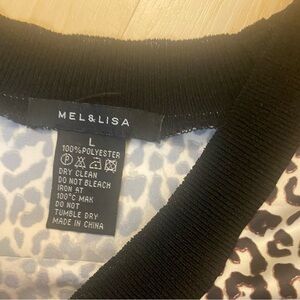 MEL&LISA
L
100%POLYESTER
P
DRY CLEAN
DO NOT BLEACH
IRON AT
100°C MAK
DO NOT
TUMBLE DRY
MADE IN CHINA